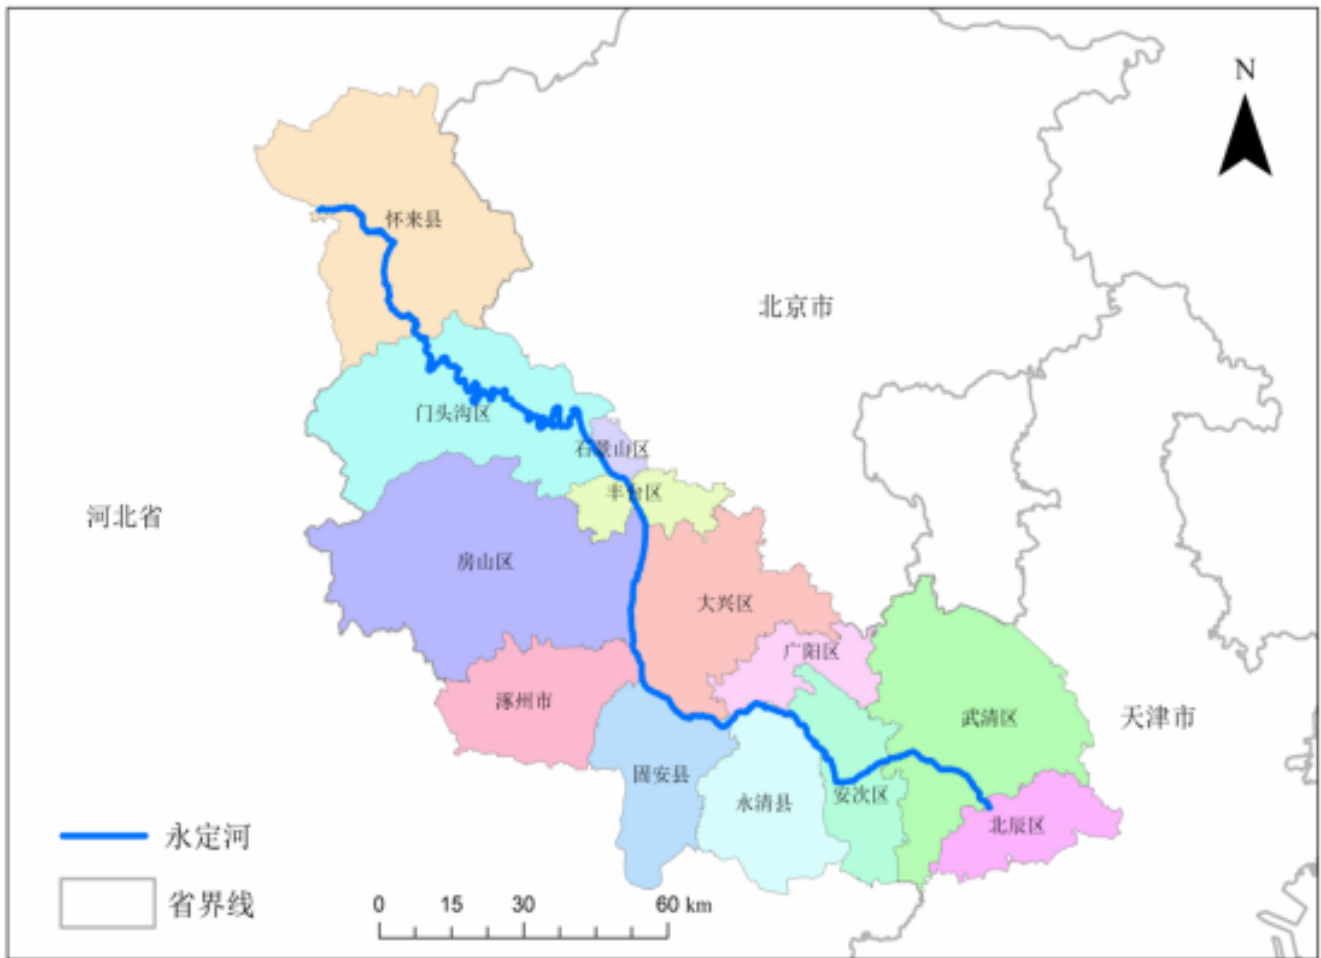 N
怀来县
北京市
门头沟区
石景山区
丰台区
河北省
房山区
大兴区
广阳区
涿州市
武清区
天津市
固安县
永清县
安次区
北辰区
永定河
省界线
0 15 30 60 km